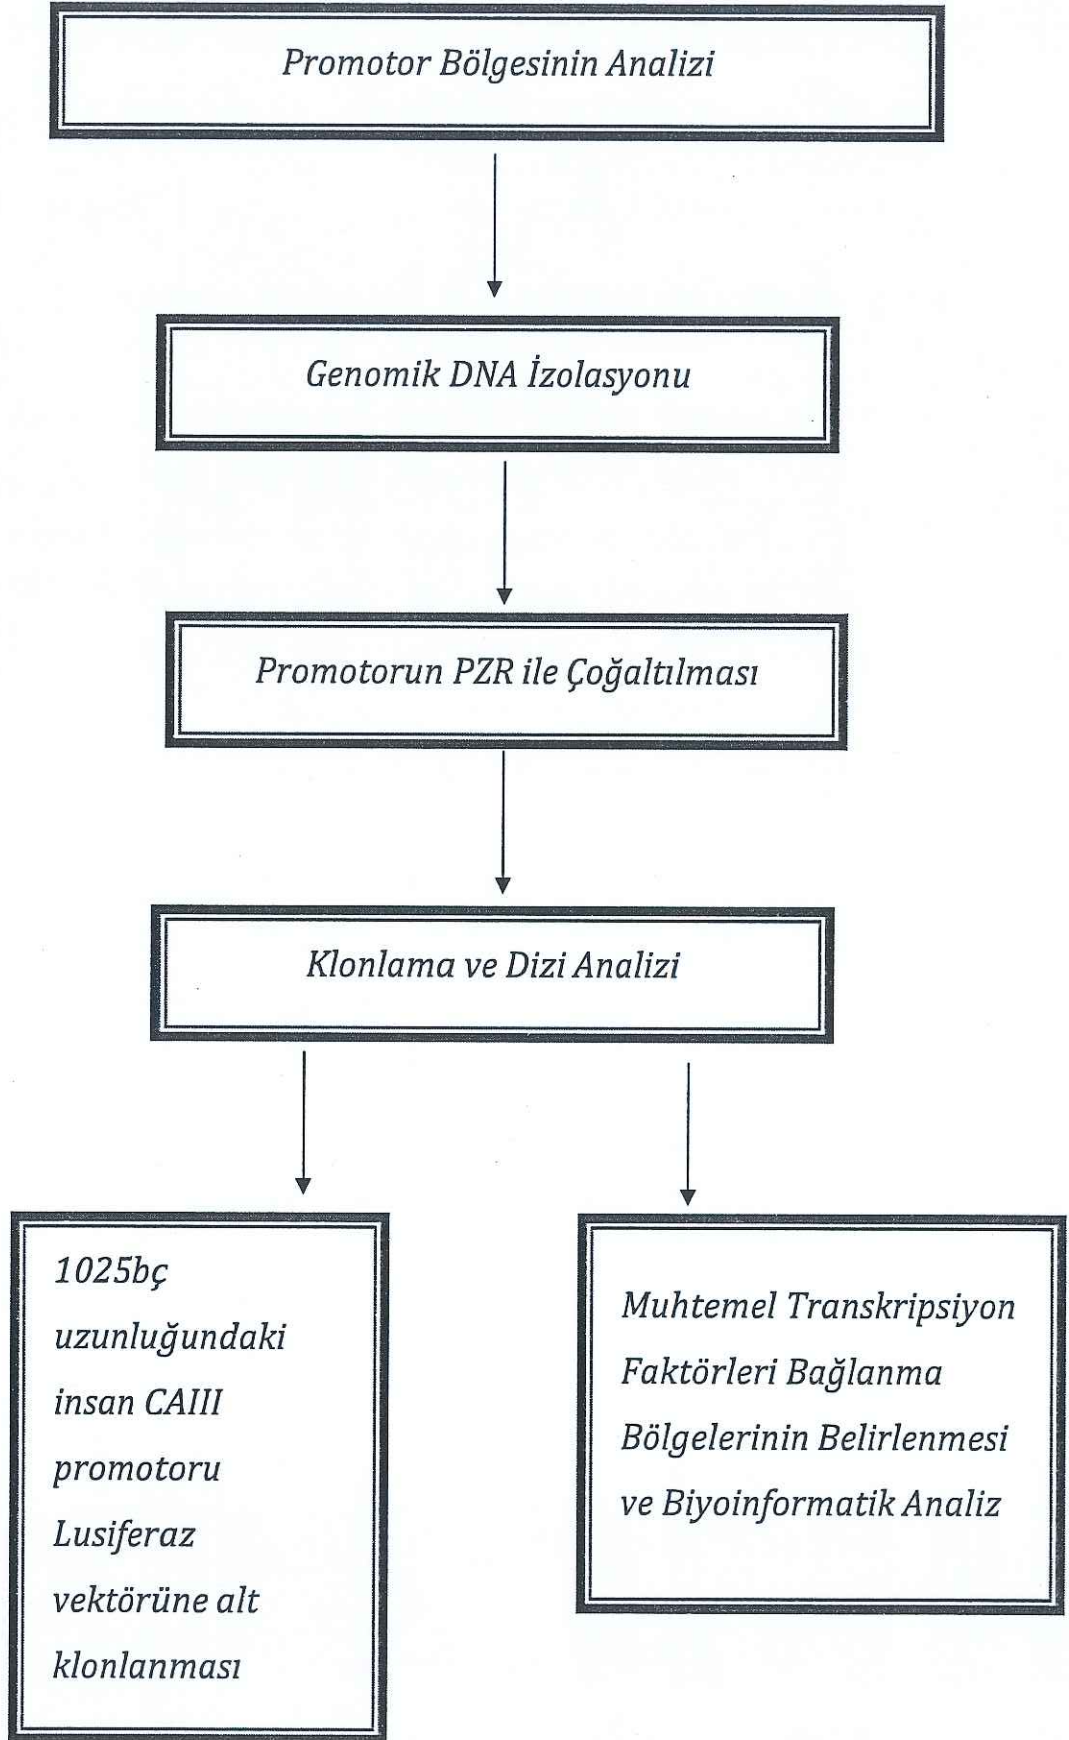 Promotor Bölgesinin Analizi
Genomik DNA İzolasyonu
Promotorun PZR ile Çoğaltılması
Klonlama ve Dizi Analizi
1025bç
uzunluğundaki
insan CAIII
promotoru
Lusiferaz
vektörüne alt
klonlanması
Muhtemel Transkripsiyon
Faktörleri Bağlanma
Bölgelerinin Belirlenmesi
ve Biyoinformatik Analiz